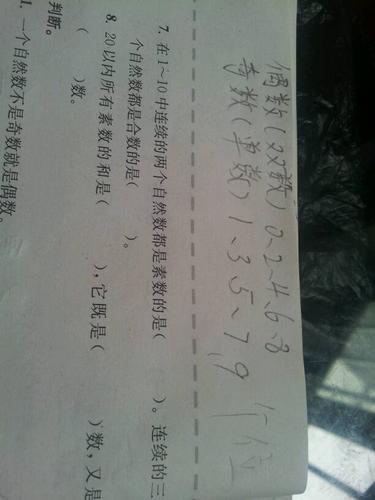 偶数(双数) 0、2、4、6、8
奇数(单数) 1、3、5、7、9 个位
7. 在1~10中连续的两个自然数都是素数的是( )。连续的三
个自然数都是合数的是( )。
8. 20以内所有素数的和是( ),它既是( )数,又是
( )数。
判断。
1. 一个自然数不是奇数就是偶数。